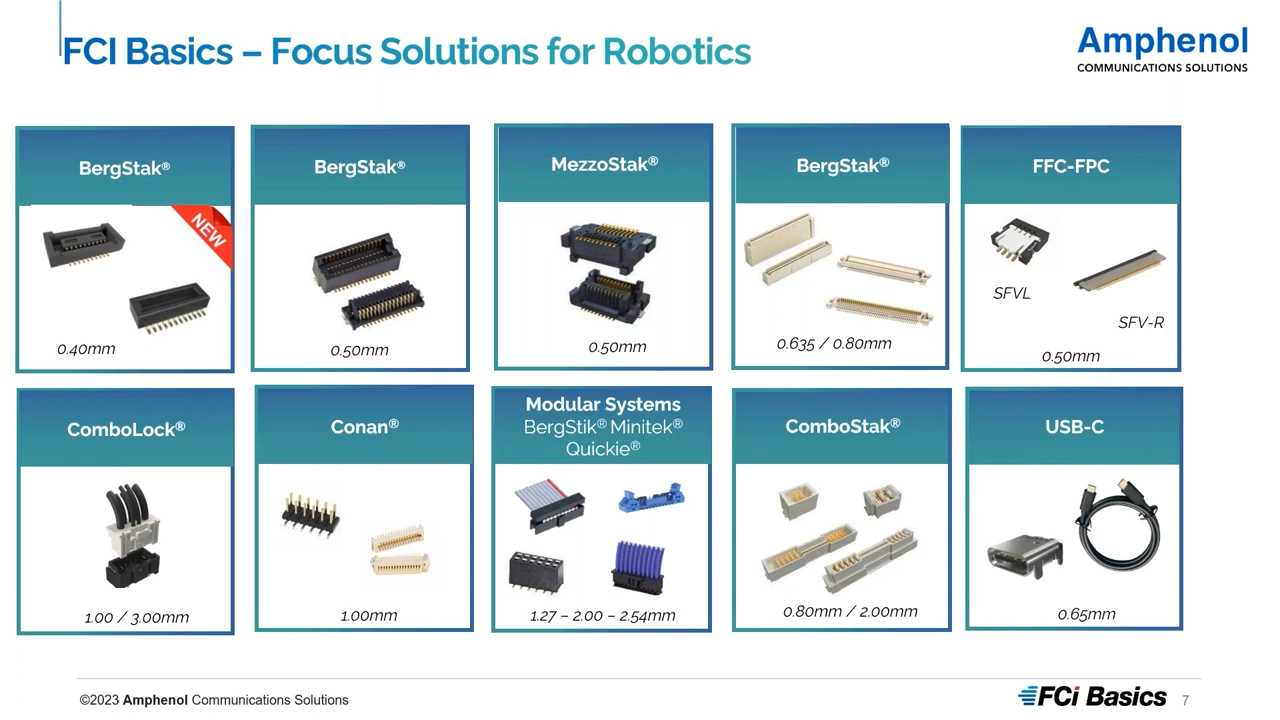 FCI Basics – Focus Solutions for Robotics
Amphenol
COMMUNICATIONS SOLUTIONS
BergStak®
NEW
0.40mm
BergStak®
0.50mm
MezzoStak®
0.50mm
BergStak®
0.635 / 0.80mm
FFC-FPC
SFVL
SFV-R
0.50mm
ComboLock®
1.00 / 3.00mm
Conan®
1.00mm
Modular Systems
BergStik® Minitek®
Quickie®
1.27 – 2.00 – 2.54mm
ComboStak®
0.80mm / 2.00mm
USB-C
0.65mm
©2023 Amphenol Communications Solutions
FCi Basics
7